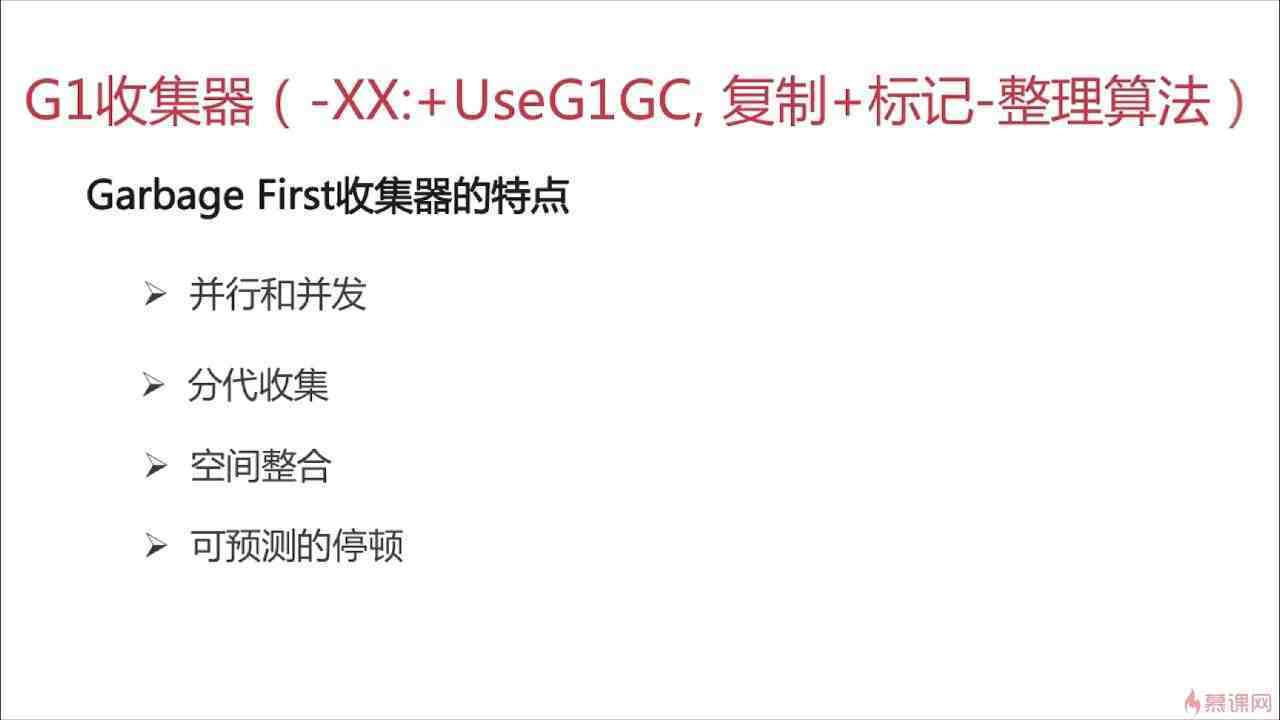 G1收集器（-XX:+UseG1GC, 复制+标记-整理算法）
Garbage First收集器的特点
➢ 并行和并发
➢ 分代收集
➢ 空间整合
➢ 可预测的停顿
慕课网